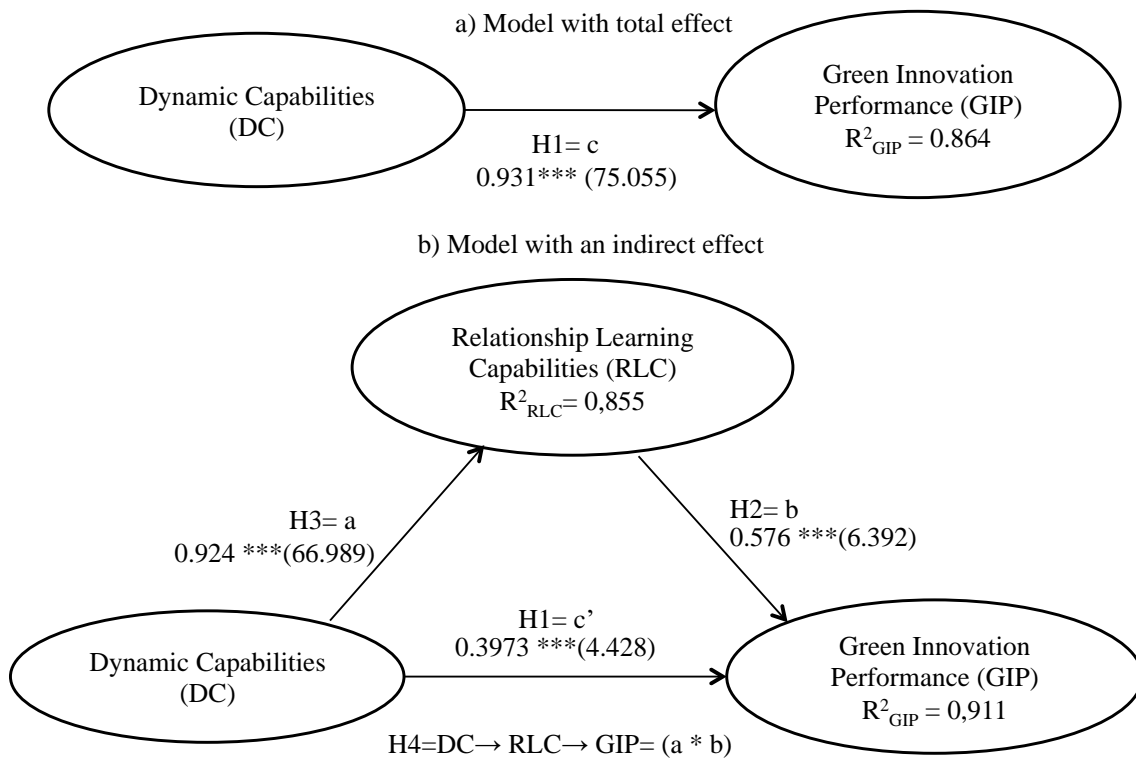 a) Model with total effect
Dynamic Capabilities
(DC)
H1= c
0.931*** (75.055)
Green Innovation
Performance (GIP)
R²GIP = 0.864
b) Model with an indirect effect
Relationship Learning
Capabilities (RLC)
R²RLC= 0,855
H3= a
0.924 ***(66.989)
H2= b
0.576 ***(6.392)
Dynamic Capabilities
(DC)
H1= c’
0.3973 ***(4.428)
Green Innovation
Performance (GIP)
R²GIP = 0,911
H4=DC→ RLC→ GIP= (a * b)